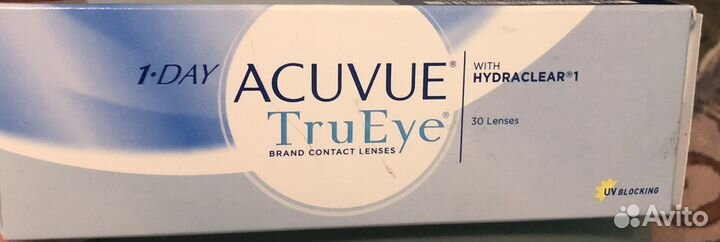 1·DAY ACUVUE®
TruEye®
BRAND CONTACT LENSES
WITH
HYDRACLEAR®1
30 Lenses
UV BLOCKING
Avito